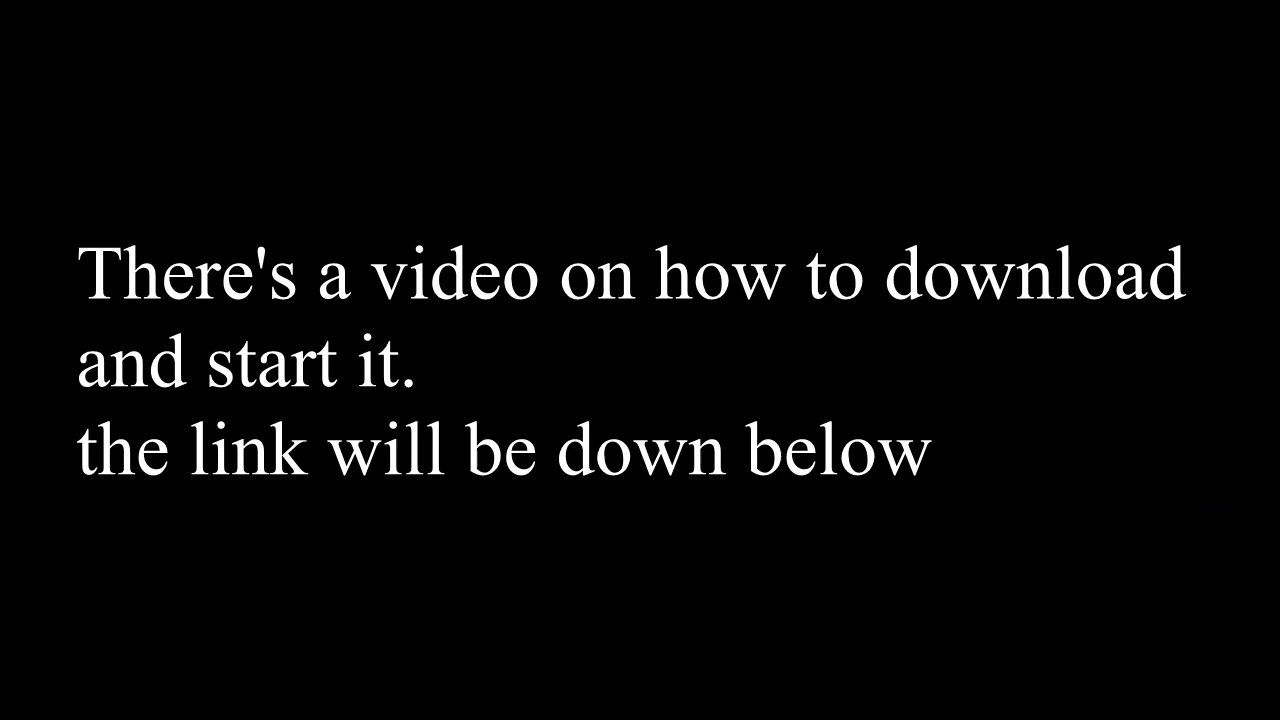 There's a video on how to download
and start it.
the link will be down below